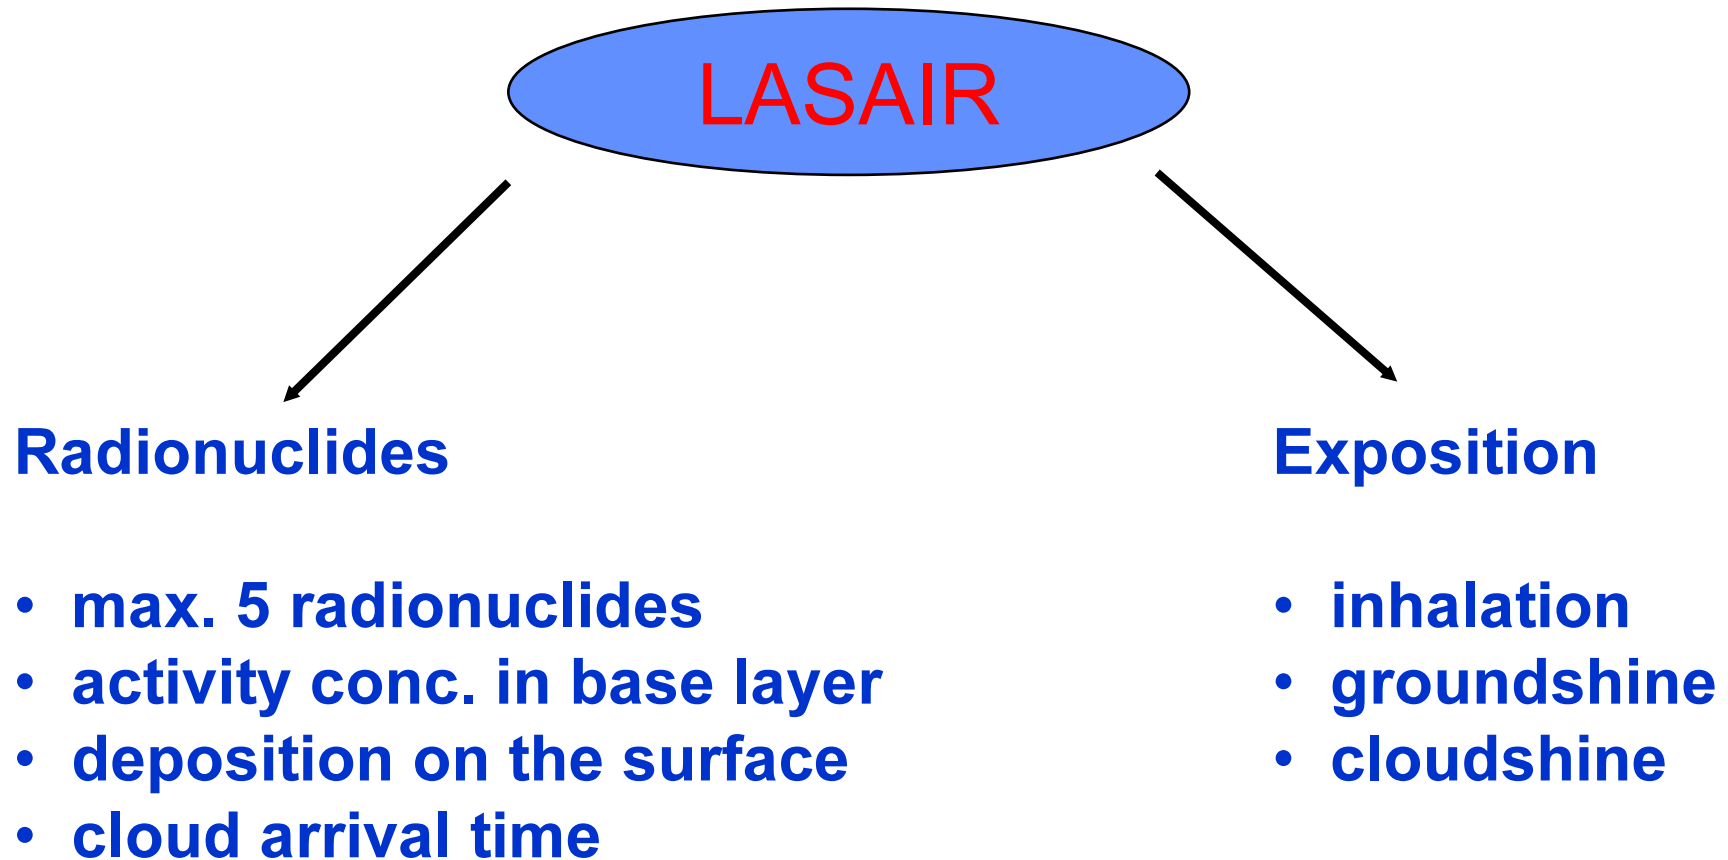 LASAIR
Radionuclides
• max. 5 radionuclides
• activity conc. in base layer
• deposition on the surface
• cloud arrival time
Exposition
• inhalation
• groundshine
• cloudshine